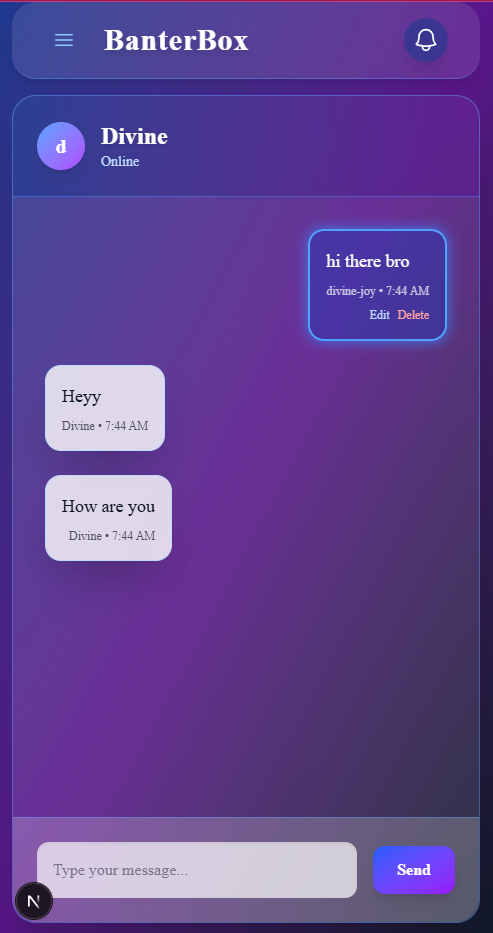 BanterBox
d
Divine
Online
hi there bro
divine-joy • 7:44 AM
Edit Delete
Heyy
Divine • 7:44 AM
How are you
Divine • 7:44 AM
Type your message...
Send
N